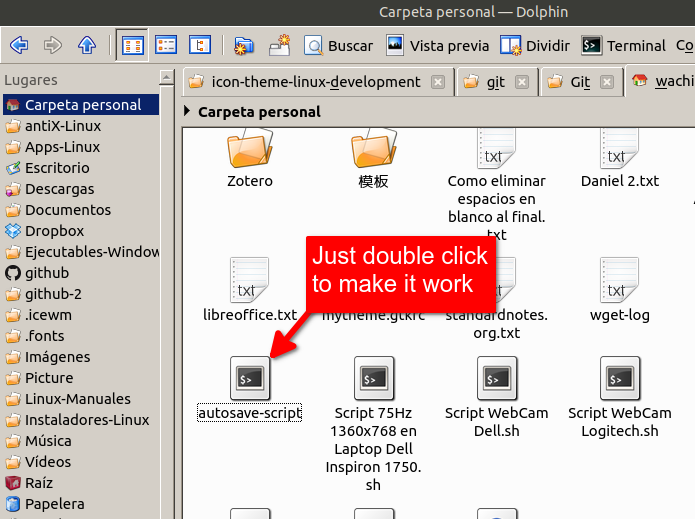 Carpeta personal — Dolphin
Buscar
Vista previa
Dividir
Terminal
Co
Lugares
icon-theme-linux-development
git
Git
wachi
Carpeta personal
Carpeta personal
antiX-Linux
Apps-Linux
Escritorio
Descargas
Documentos
Dropbox
Ejecutables-Window
github
github-2
.icewm
.fonts
Imágenes
Picture
Linux-Manuales
Instaladores-Linux
Música
Vídeos
Raíz
Papelera
Zotero
模板
txt
Como eliminar
espacios en
blanco al final.
txt
txt
Daniel 2.txt
Just double click
to make it work
txt
libreoffice.txt
mytheme.gtkrc
txt
standardnotes.
org.txt
txt
wget-log
autosave-script
Script 75Hz
1360x768 en
Laptop Dell
Inspiron 1750.
sh
Script WebCam
Dell.sh
Script WebCam
Logitech.sh